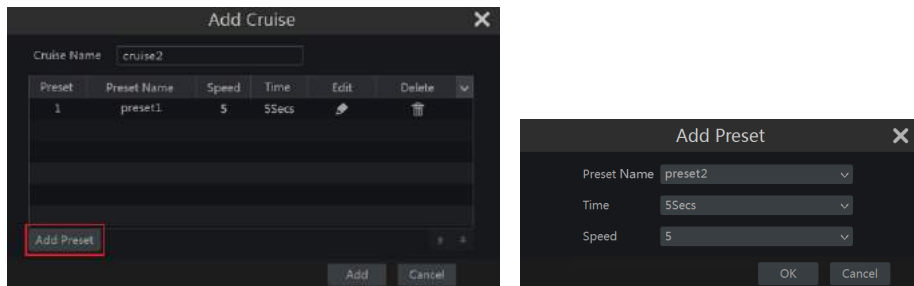 Add Cruise
Cruise Name cruise2
Preset Preset Name Speed Time Edit Delete
1 preset1 5 5Secs
Add Preset
Add Cancel
Add Preset
Preset Name preset2
Time 5Secs
Speed 5
OK Cancel